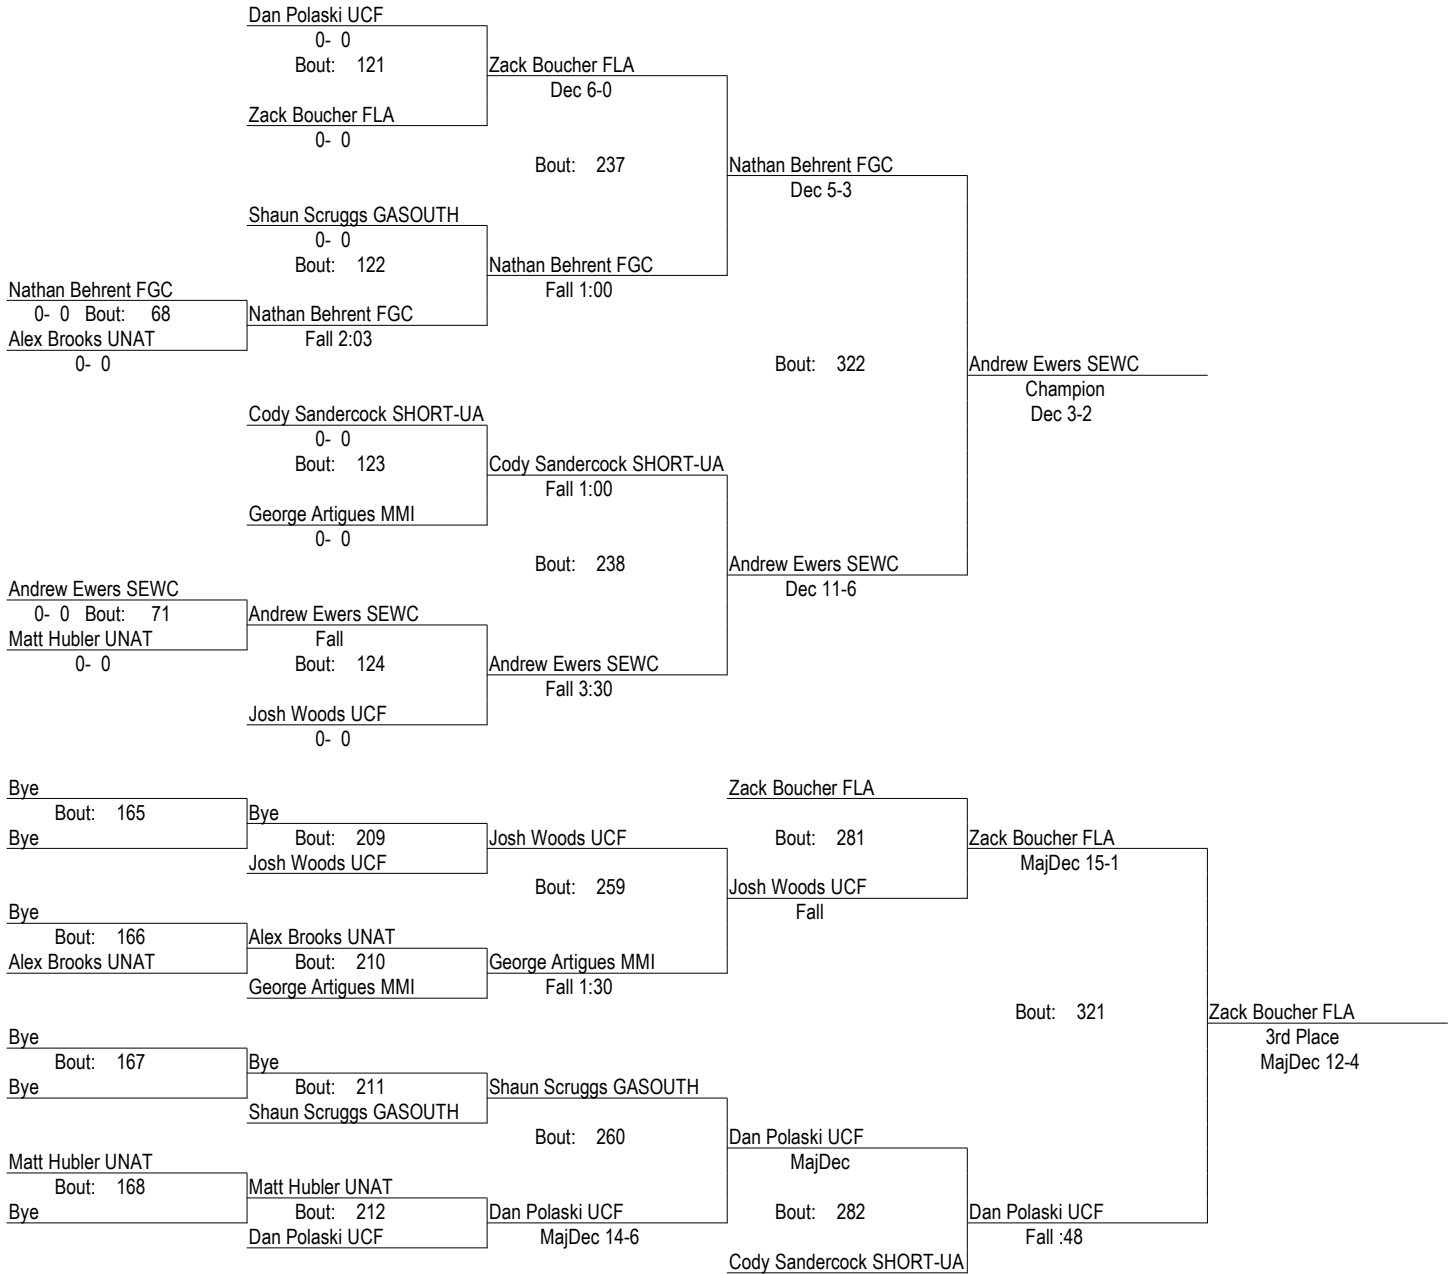 Dan Polaski UCF
0- 0
Bout: 121
Zack Boucher FLA
Dec 6-0
Zack Boucher FLA
0- 0
Bout: 237
Nathan Behrent FGC
Dec 5-3
Shaun Scruggs GASOUTH
0- 0
Bout: 122
Nathan Behrent FGC
Fall 1:00
Nathan Behrent FGC
0- 0 Bout: 68
Nathan Behrent FGC
Alex Brooks UNAT
Fall 2:03
0- 0
Bout: 322
Andrew Ewers SEWC
Champion
Dec 3-2
Cody Sandercock SHORT-UA
0- 0
Bout: 123
Cody Sandercock SHORT-UA
Fall 1:00
George Artigues MMI
0- 0
Bout: 238
Andrew Ewers SEWC
Dec 11-6
Andrew Ewers SEWC
0- 0 Bout: 71
Andrew Ewers SEWC
Matt Hubler UNAT
Fall
0- 0
Bout: 124
Andrew Ewers SEWC
Fall 3:30
Josh Woods UCF
0- 0
Bye
Zack Boucher FLA
Bout: 165
Bye
Bye
Bout: 209
Josh Woods UCF
Bout: 281
Zack Boucher FLA
Josh Woods UCF
MajDec 15-1
Bout: 259
Josh Woods UCF
Bye
Fall
Bout: 166
Alex Brooks UNAT
Alex Brooks UNAT
Bout: 210
George Artigues MMI
George Artigues MMI
Fall 1:30
Bout: 321
Zack Boucher FLA
Bye
3rd Place
Bout: 167
Bye
MajDec 12-4
Bye
Bout: 211
Shaun Scruggs GASOUTH
Shaun Scruggs GASOUTH
Bout: 260
Dan Polaski UCF
Matt Hubler UNAT
MajDec
Bout: 168
Matt Hubler UNAT
Bye
Bout: 212
Dan Polaski UCF
Bout: 282
Dan Polaski UCF
Dan Polaski UCF
MajDec 14-6
Fall :48
Cody Sandercock SHORT-UA